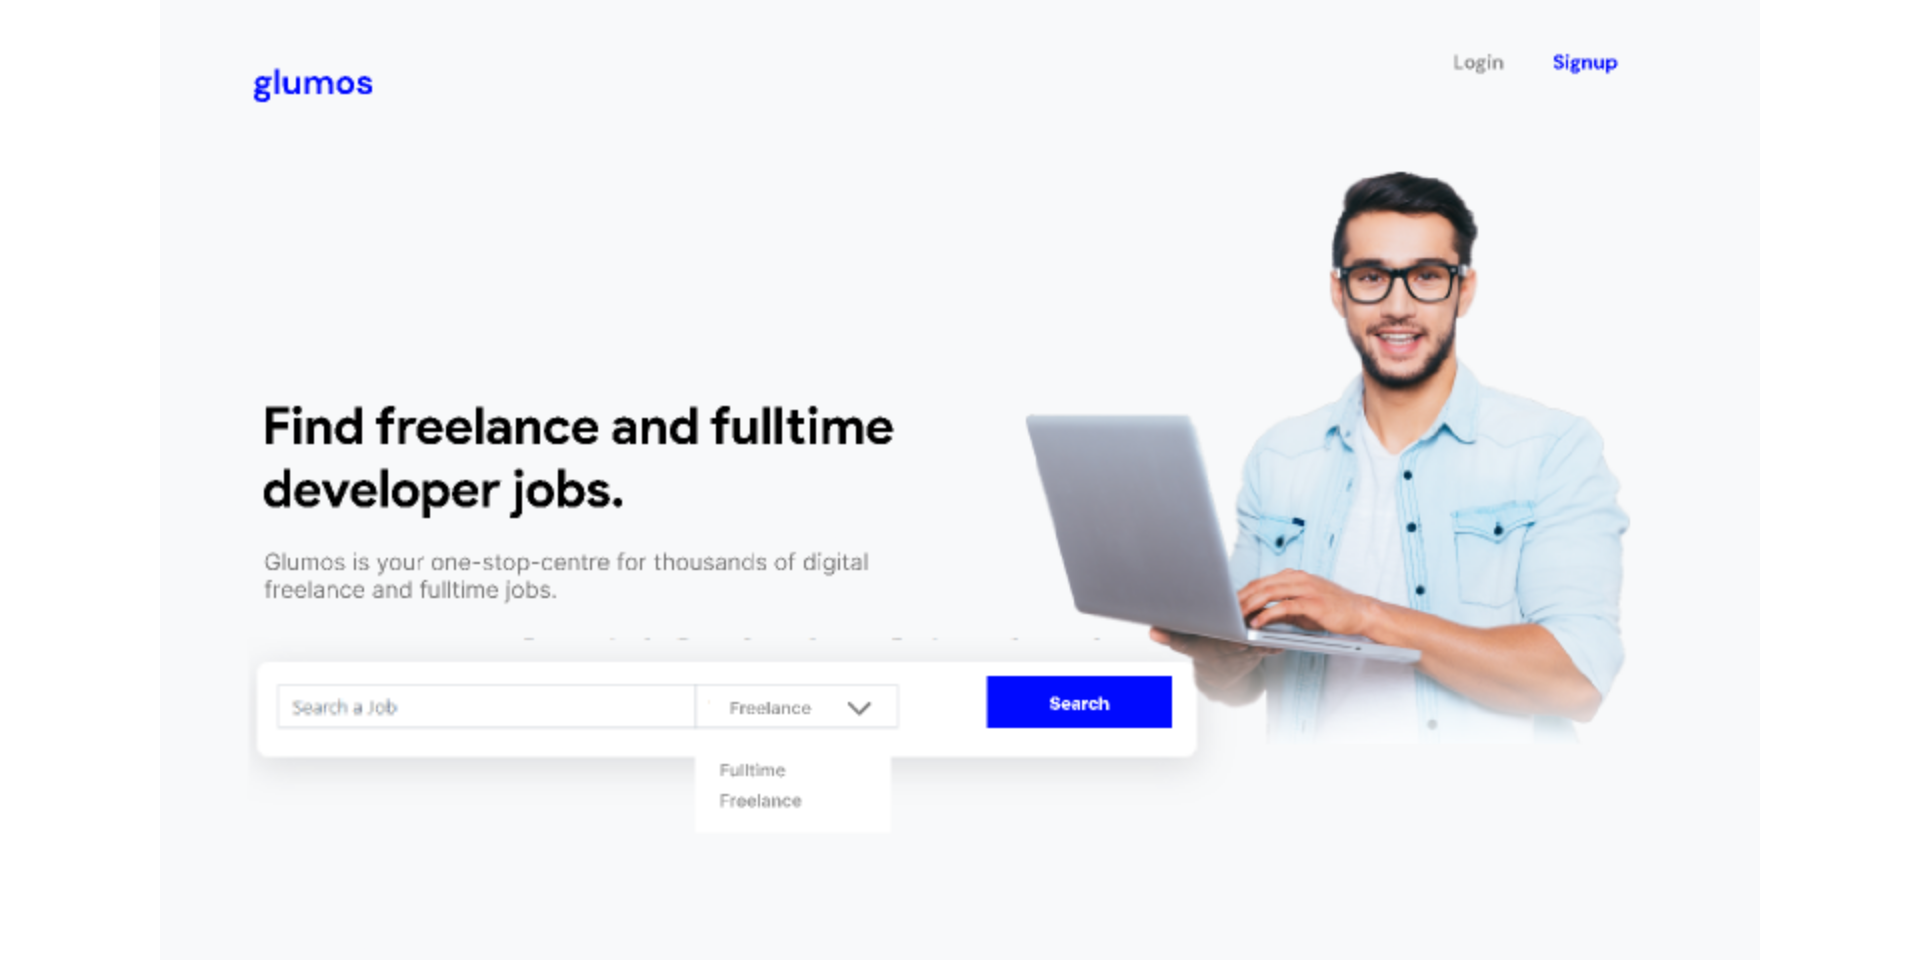 glumos
Login
Signup
Find freelance and fulltime
developer jobs.
Glumos is your one-stop-centre for thousands of digital
freelance and fulltime jobs.
Search a Job
Freelance
Search
Fulltime
Freelance